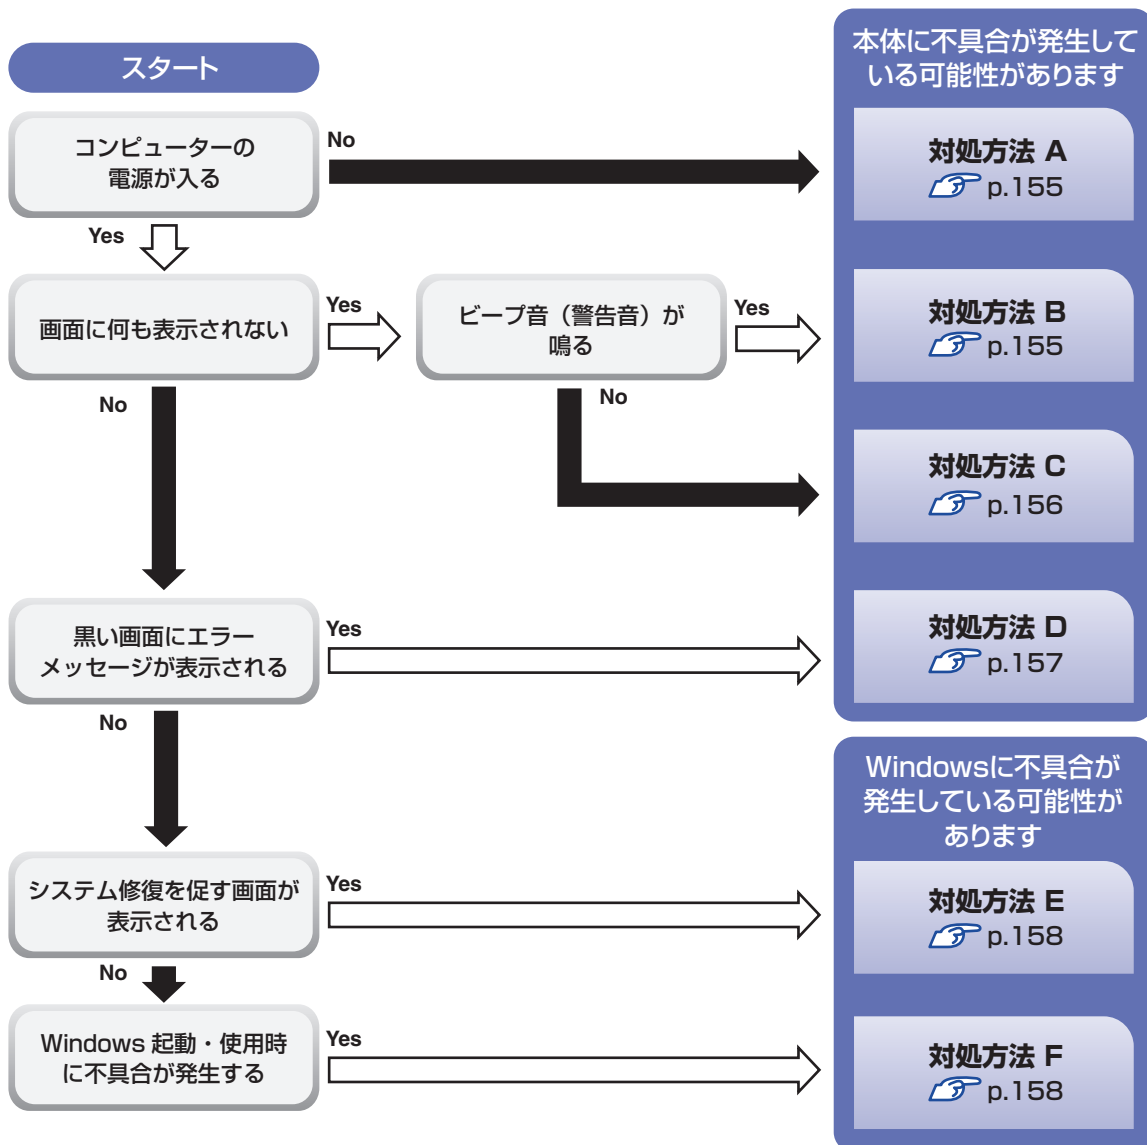 スタート
コンピューターの
電源が入る
No
Yes
画面に何も表示されない
Yes
ビープ音（警告音）が
鳴る
Yes
No
No
黒い画面にエラー
メッセージが表示される
Yes
No
システム修復を促す画面が
表示される
Yes
No
Windows 起動・使用時
に不具合が発生する
Yes
本体に不具合が発生して
いる可能性があります
対処方法 A
p.155
対処方法 B
p.155
対処方法 C
p.156
対処方法 D
p.157
Windowsに不具合が
発生している可能性が
あります
対処方法 E
p.158
対処方法 F
p.158